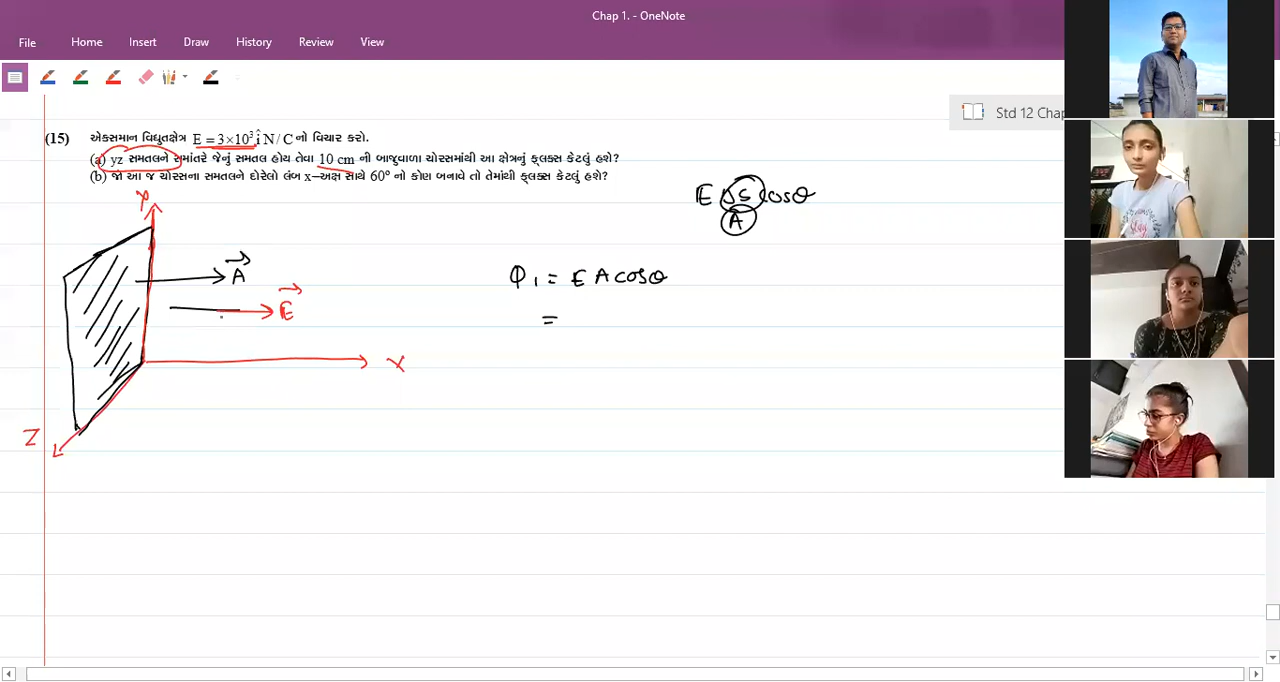 Chap 1. - OneNote
File Home Insert Draw History Review View
Std 12 Chap
(15) એકસમાન વિદ્યુતક્ષેત્ર E = 3×10³ î N / C નો વિચાર કરો.
(a) yz સમતલને સમાંતરે જેનું સમતલ હોય તેવા 10 cm ની બાજુવાળા ચોરસમાંથી આ ક્ષેત્રનું ફ્લક્સ કેટલું હશે?
(b) જો આ જ ચોરસના સમતલને દોરેલો લંબ x–અક્ષ સાથે 60° નો કોણ બનાવે તો તેમાંથી ફ્લક્સ કેટલું હશે?
E Δs cosθ
A
Y
A⃗
E⃗
X
Z
Φ₁ = E A cosθ
=